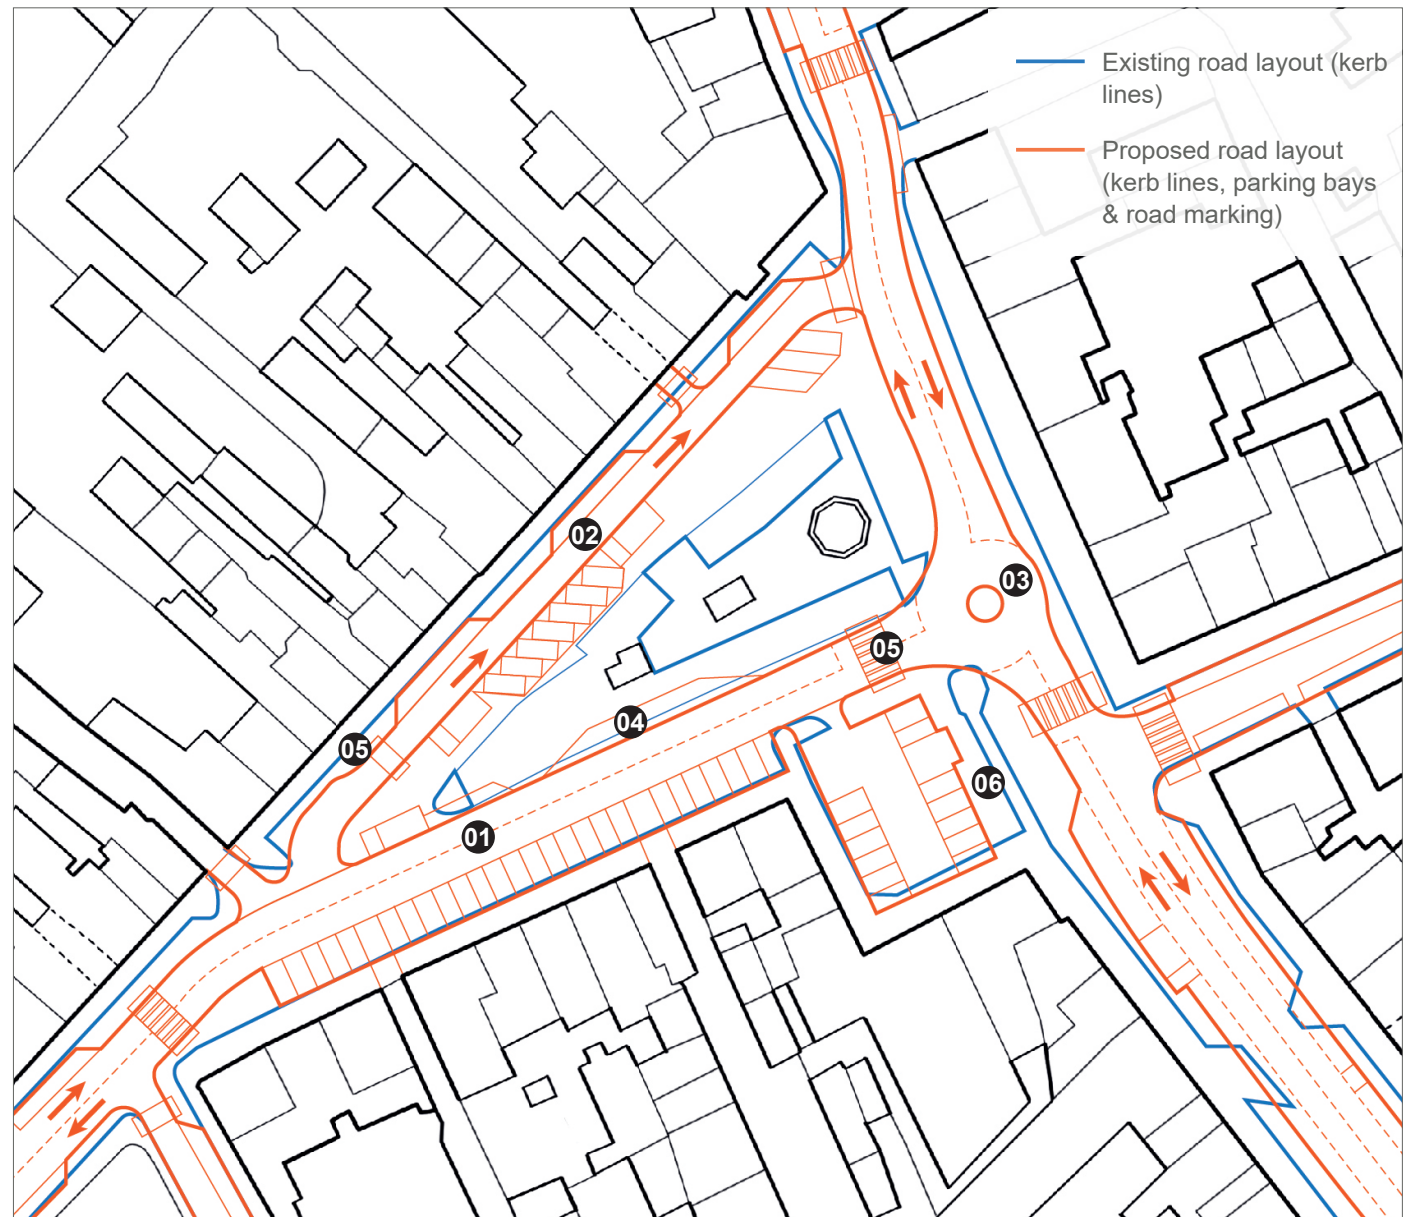 Existing road layout (kerb
lines)
Proposed road layout
(kerb lines, parking bays
& road marking)
02
03
05
04
05
06
01